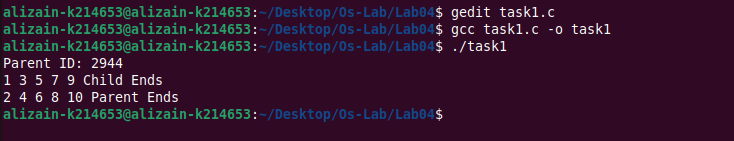 alizain-k214653@alizain-k214653:~/Desktop/Os-Lab/Lab04$ gedit task1.c
alizain-k214653@alizain-k214653:~/Desktop/Os-Lab/Lab04$ gcc task1.c -o task1
alizain-k214653@alizain-k214653:~/Desktop/Os-Lab/Lab04$ ./task1
Parent ID: 2944
1 3 5 7 9 Child Ends
2 4 6 8 10 Parent Ends
alizain-k214653@alizain-k214653:~/Desktop/Os-Lab/Lab04$